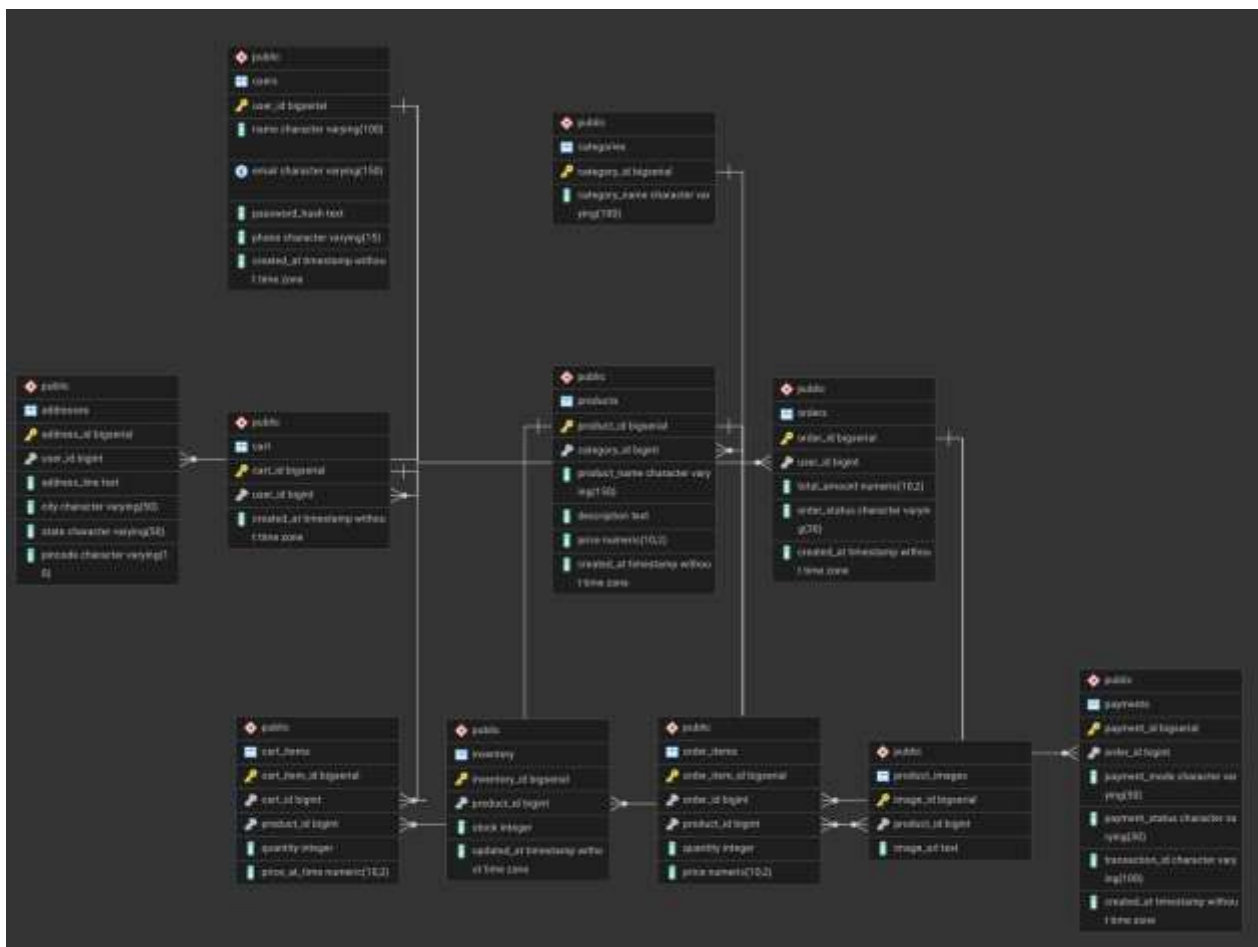 public
users
user_id bigserial
name character varying(100)
email character varying(150)
password_hash text
phone character varying(15)
created_at timestamp withou
t time zone
public
categories
category_id bigserial
category_name character va
rying(100)
public
addresses
address_id bigserial
user_id bigint
address_line text
city character varying(50)
state character varying(50)
pincode character varying(1
0)
public
cart
cart_id bigserial
user_id bigint
created_at timestamp withou
t time zone
public
products
product_id bigserial
category_id bigint
product_name character vary
ing(150)
description text
price numeric(10,2)
created_at timestamp withou
t time zone
public
orders
order_id bigserial
user_id bigint
total_amount numeric(10,2)
order_status character varyin
g(30)
created_at timestamp withou
t time zone
public
cart_items
cart_item_id bigserial
cart_id bigint
product_id bigint
quantity integer
price_at_time numeric(10,2)
public
inventory
inventory_id bigserial
product_id bigint
stock integer
updated_at timestamp witho
ut time zone
public
order_items
order_item_id bigserial
order_id bigint
product_id bigint
quantity integer
price numeric(10,2)
public
product_images
image_id bigserial
product_id bigint
image_url text
public
payments
payment_id bigserial
order_id bigint
payment_mode character var
ying(50)
payment_status character va
rying(30)
transaction_id character vary
ing(100)
created_at timestamp withou
t time zone